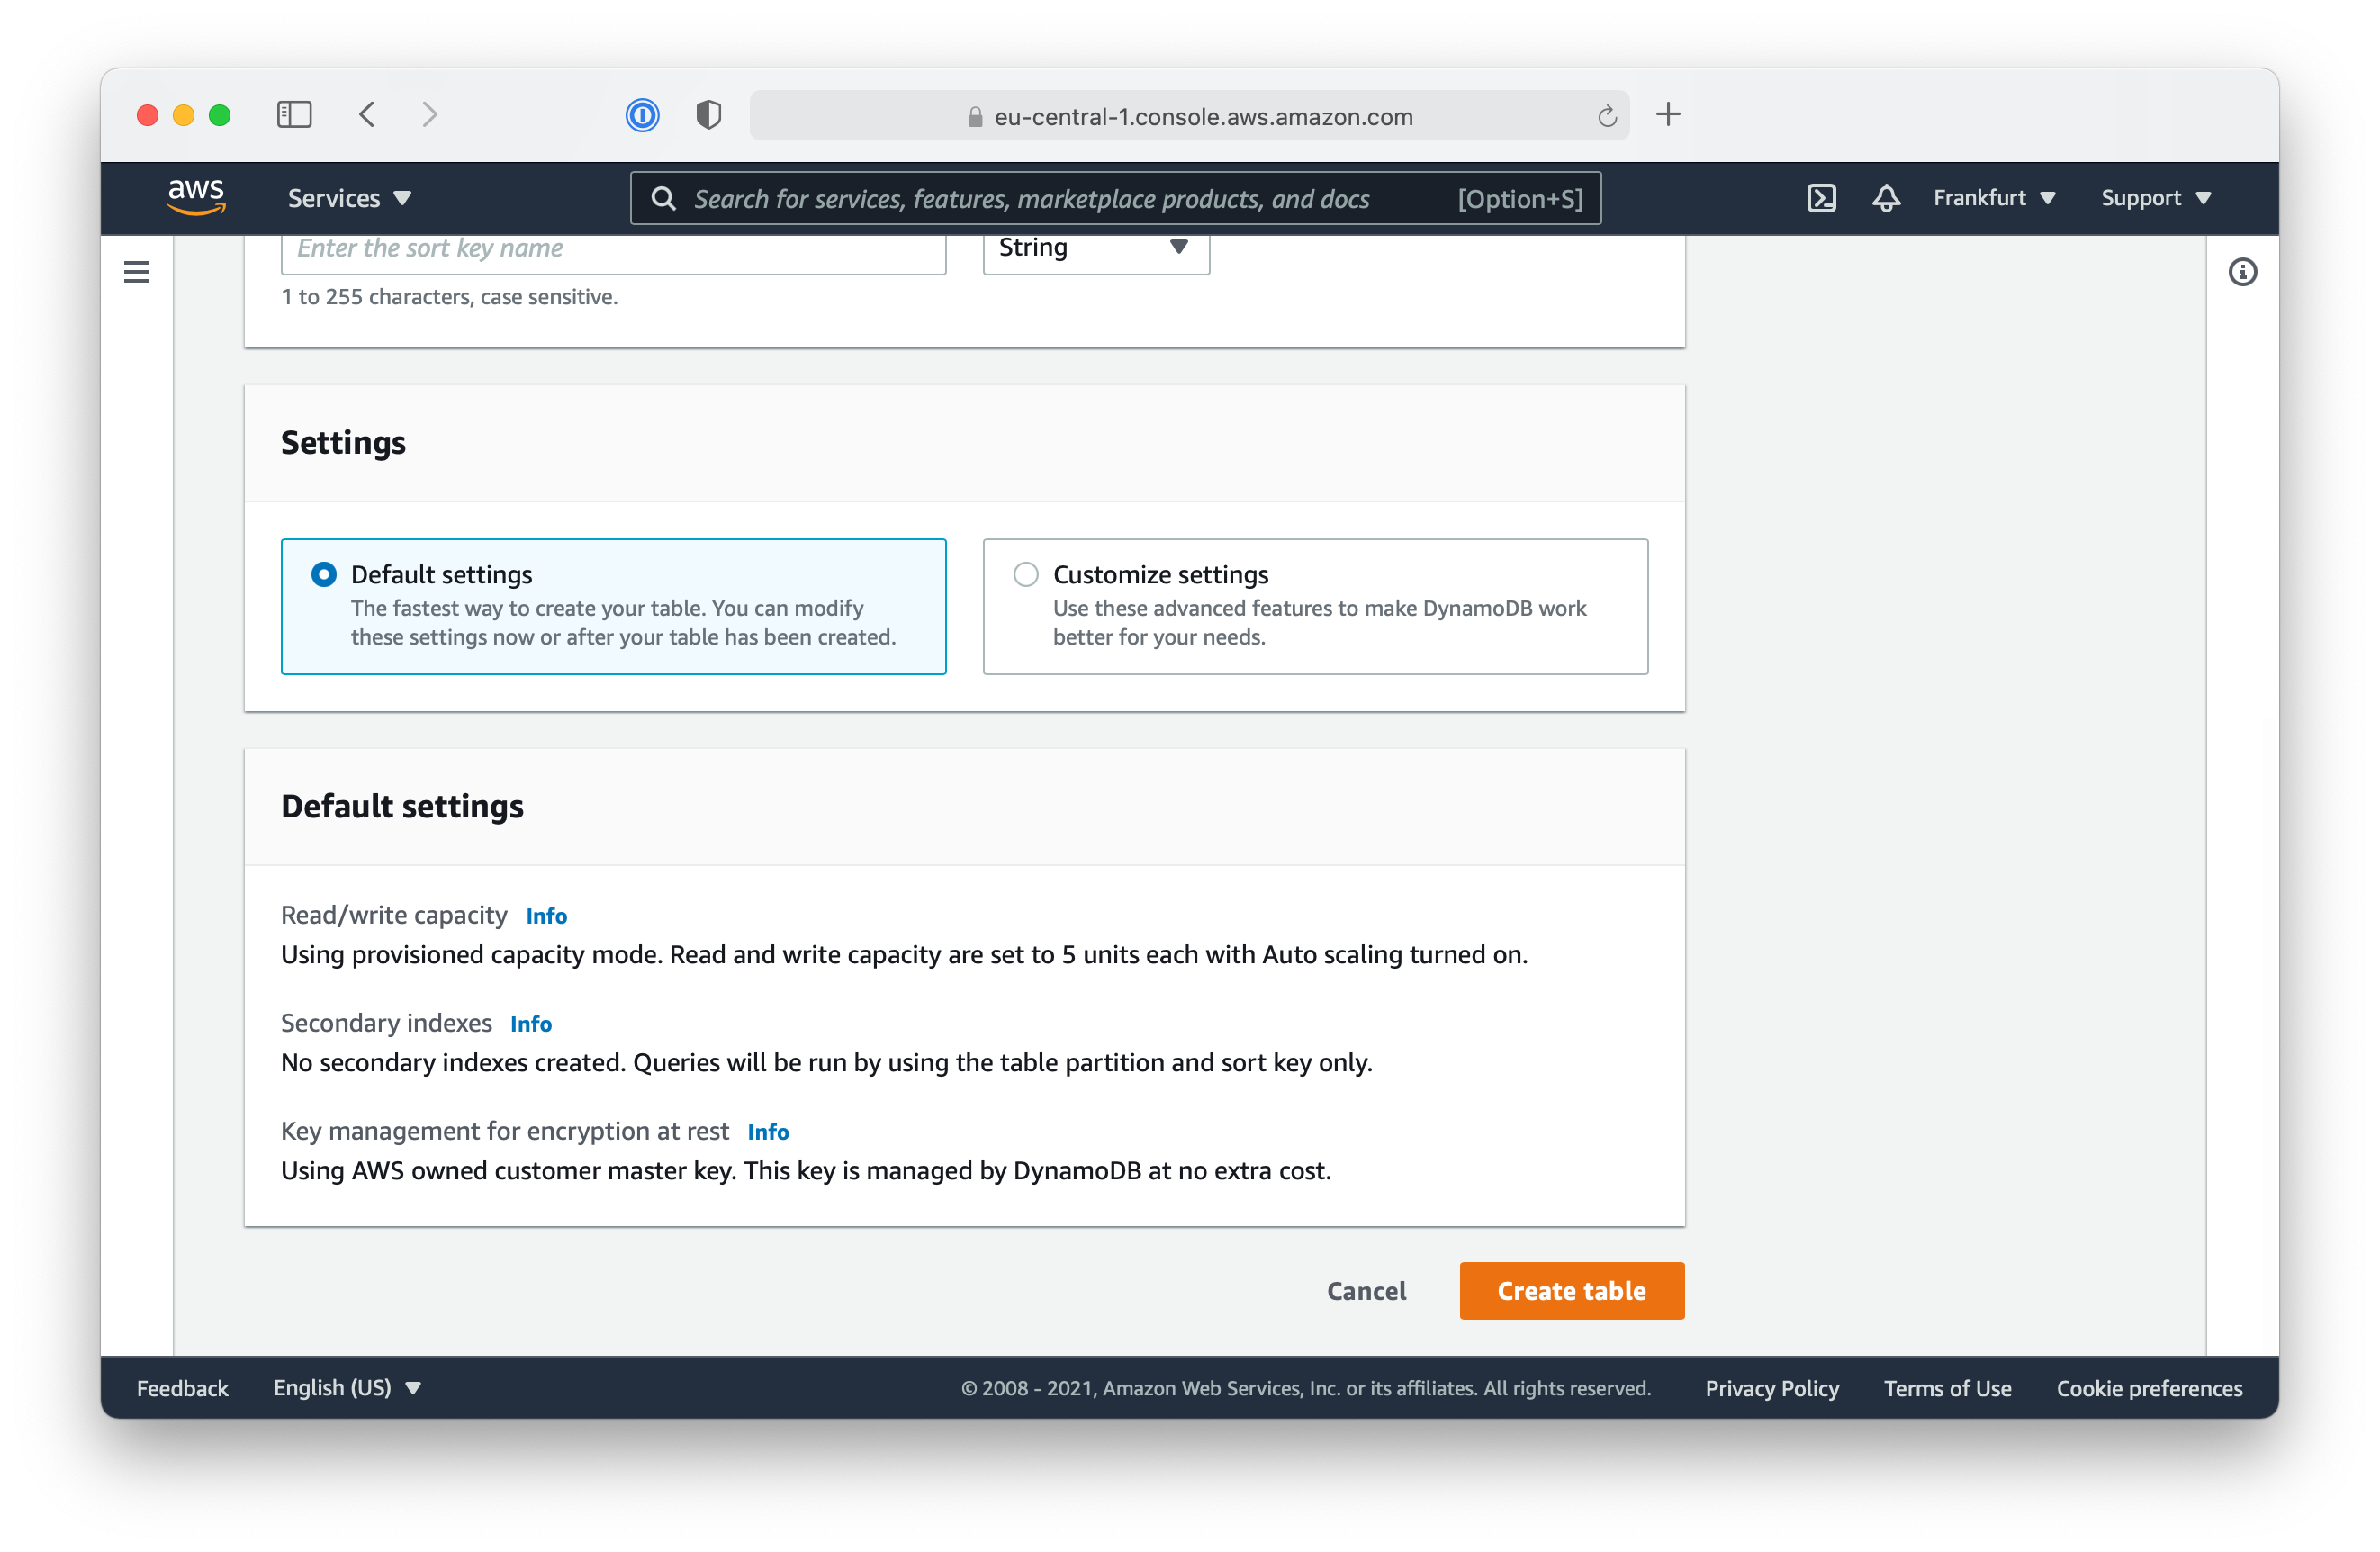 eu-central-1.console.aws.amazon.com
aws
Services
Search for services, features, marketplace products, and docs
[Option+S]
Frankfurt
Support
Enter the sort key name
String
1 to 255 characters, case sensitive.
Settings
Default settings
The fastest way to create your table. You can modify
these settings now or after your table has been created.
Customize settings
Use these advanced features to make DynamoDB work
better for your needs.
Default settings
Read/write capacity Info
Using provisioned capacity mode. Read and write capacity are set to 5 units each with Auto scaling turned on.
Secondary indexes Info
No secondary indexes created. Queries will be run by using the table partition and sort key only.
Key management for encryption at rest Info
Using AWS owned customer master key. This key is managed by DynamoDB at no extra cost.
Cancel
Create table
Feedback
English (US)
© 2008 - 2021, Amazon Web Services, Inc. or its affiliates. All rights reserved.
Privacy Policy
Terms of Use
Cookie preferences